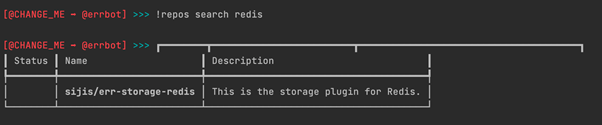 [@CHANGE_ME ➡ @errbot] >>> !repos search redis
[@CHANGE_ME ➡ @errbot] >>>
Status Name Description
sijis/err-storage-redis This is the storage plugin for Redis.